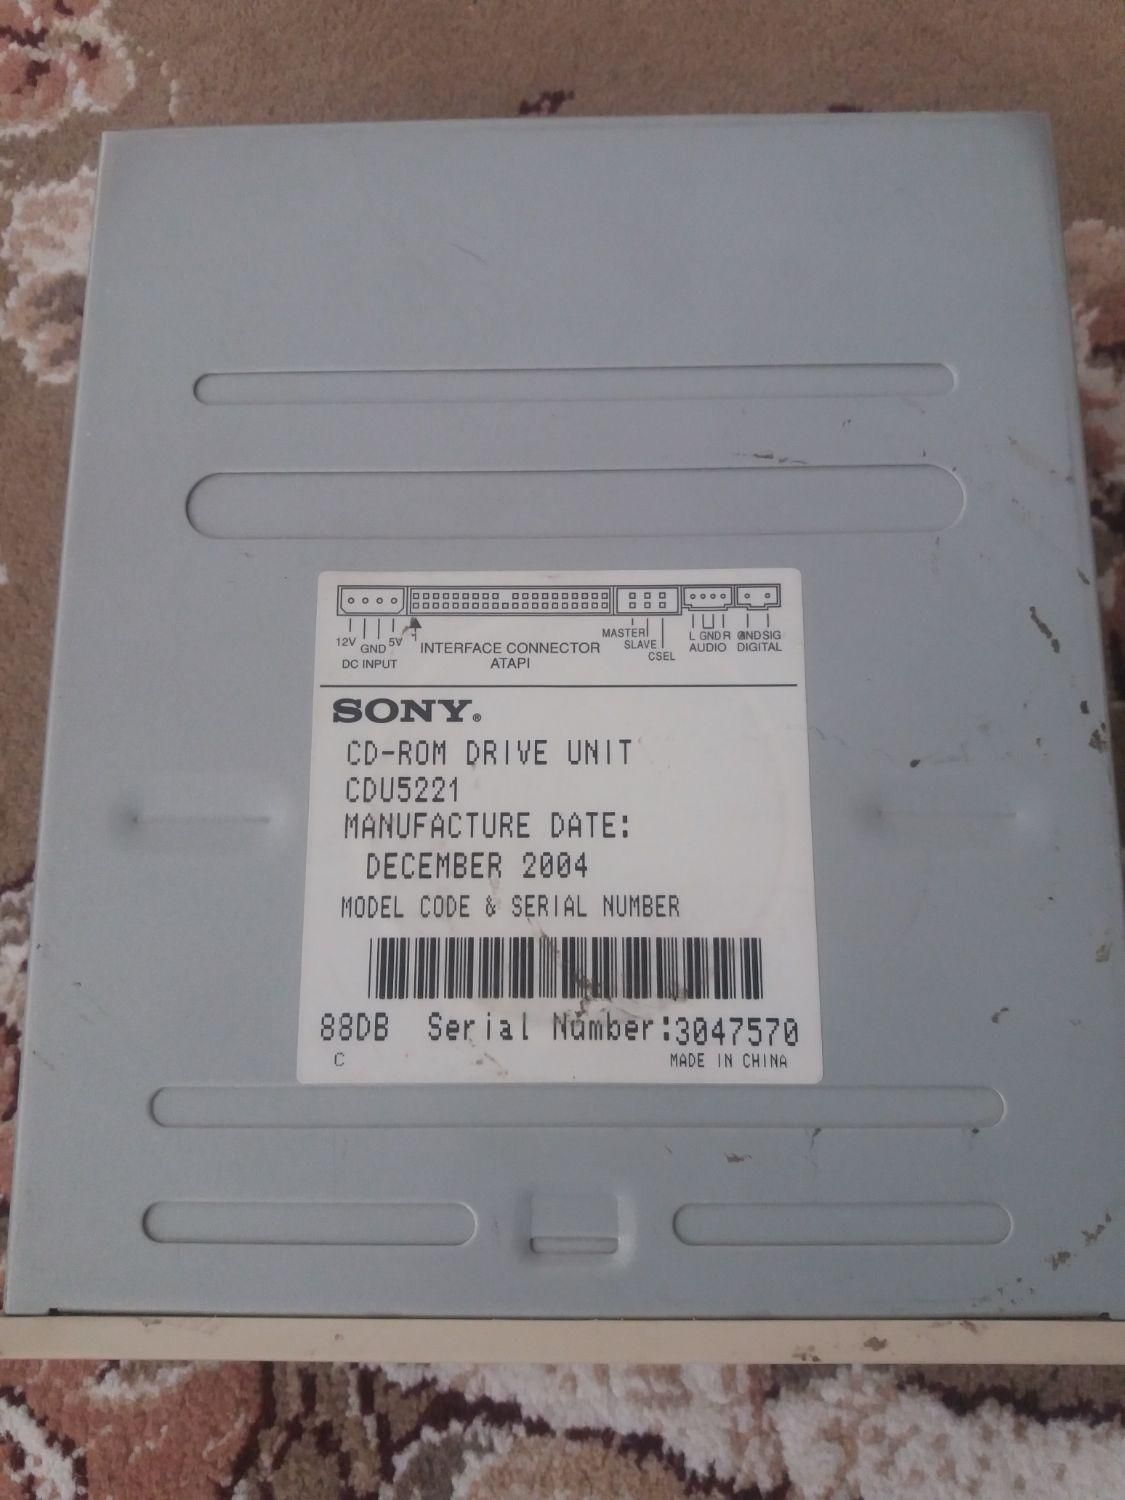 12V GND 5V
DC INPUT
INTERFACE CONNECTOR
ATAPI
MASTER
SLAVE
CSEL
L GND R
AUDIO
GND SIG
DIGITAL
SONY®
CD-ROM DRIVE UNIT
CDU5221
MANUFACTURE DATE:
DECEMBER 2004
MODEL CODE & SERIAL NUMBER
88DB Serial Number:3047570
C MADE IN CHINA